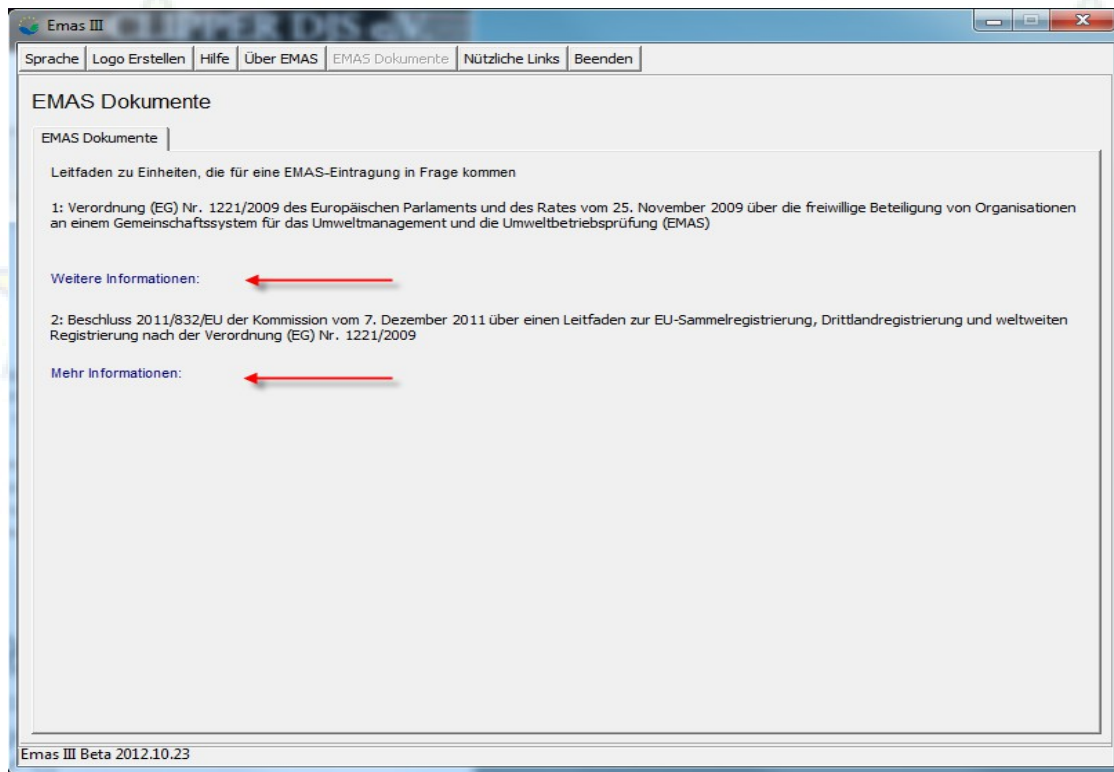 Emas III
Sprache Logo Erstellen Hilfe Über EMAS EMAS Dokumente Nützliche Links Beenden
EMAS Dokumente
EMAS Dokumente
Leitfaden zu Einheiten, die für eine EMAS-Eintragung in Frage kommen
1: Verordnung (EG) Nr. 1221/2009 des Europäischen Parlaments und des Rates vom 25. November 2009 über die freiwillige Beteiligung von Organisationen
an einem Gemeinschaftssystem für das Umweltmanagement und die Umweltbetriebsprüfung (EMAS)
Weitere Informationen:
2: Beschluss 2011/832/EU der Kommission vom 7. Dezember 2011 über einen Leitfaden zur EU-Sammelregistrierung, Drittlandregistrierung und weltweiten
Registrierung nach der Verordnung (EG) Nr. 1221/2009
Mehr Informationen:
Emas III Beta 2012.10.23